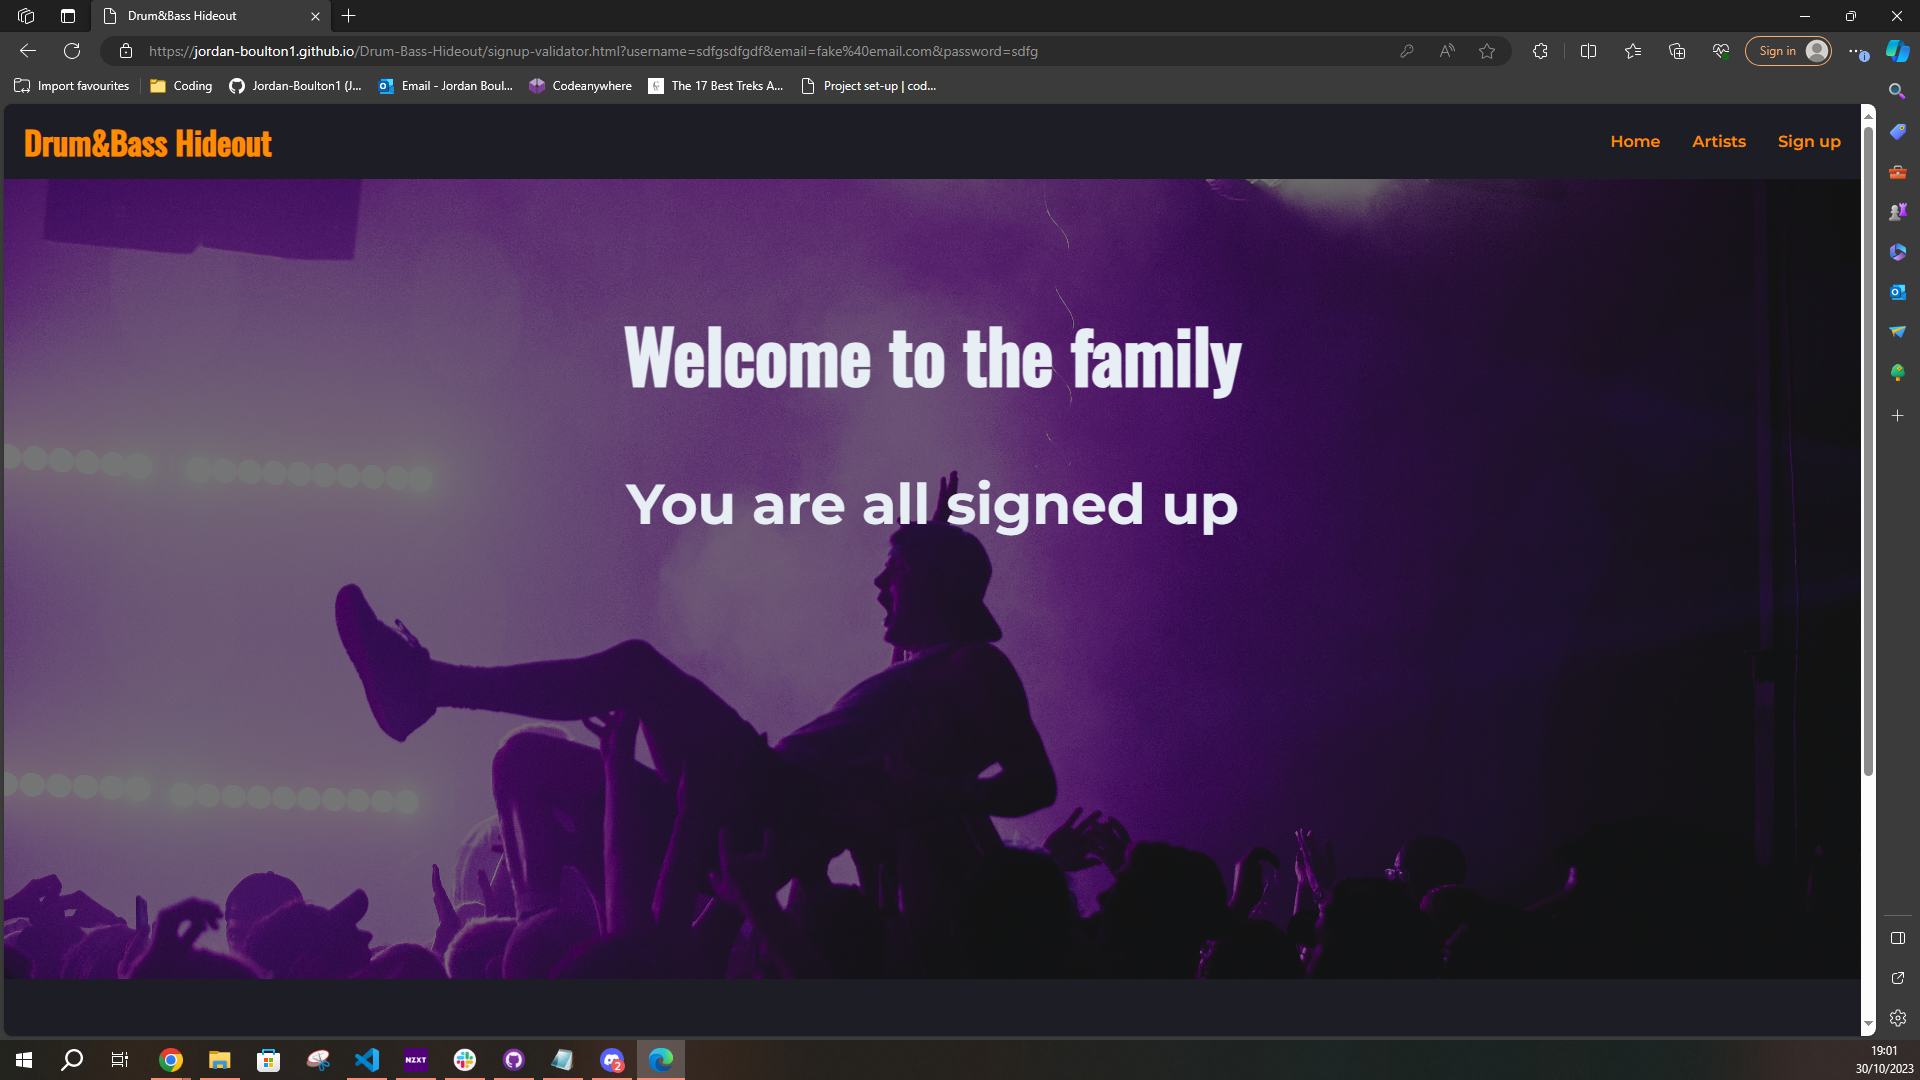 Drum&Bass Hideout
https://jordan-boulton1.github.io/Drum-Bass-Hideout/signup-validator.html?username=sdfgsdfgdf&email=fake%40email.com&password=sdfg
Sign in
Import favourites
Coding
Jordan-Boulton1 (J...
Email - Jordan Boul...
Codeanywhere
The 17 Best Treks A...
Project set-up | cod...
Drum&Bass Hideout
Home
Artists
Sign up
Welcome to the family
You are all signed up
NZXT
2
19:01
30/10/2023